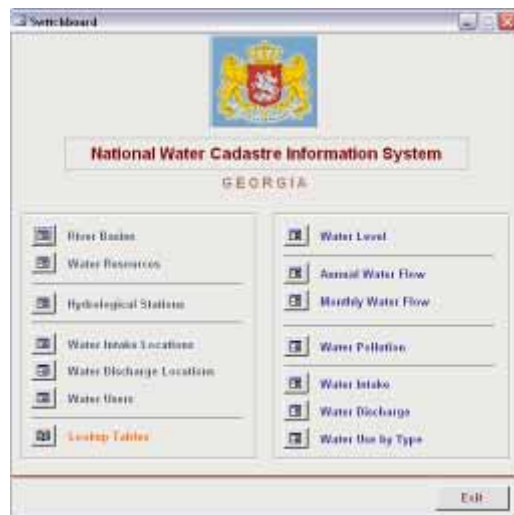 Switchboard
National Water Cadastre Information System
GEORGIA
River Basins
Water Resources
Hydrological Stations
Water Intake Locations
Water Discharge Locations
Water Users
Lookup Tables
Water Level
Annual Water Flow
Monthly Water Flow
Water Pollution
Water Intake
Water Discharge
Water Use by Type
Exit